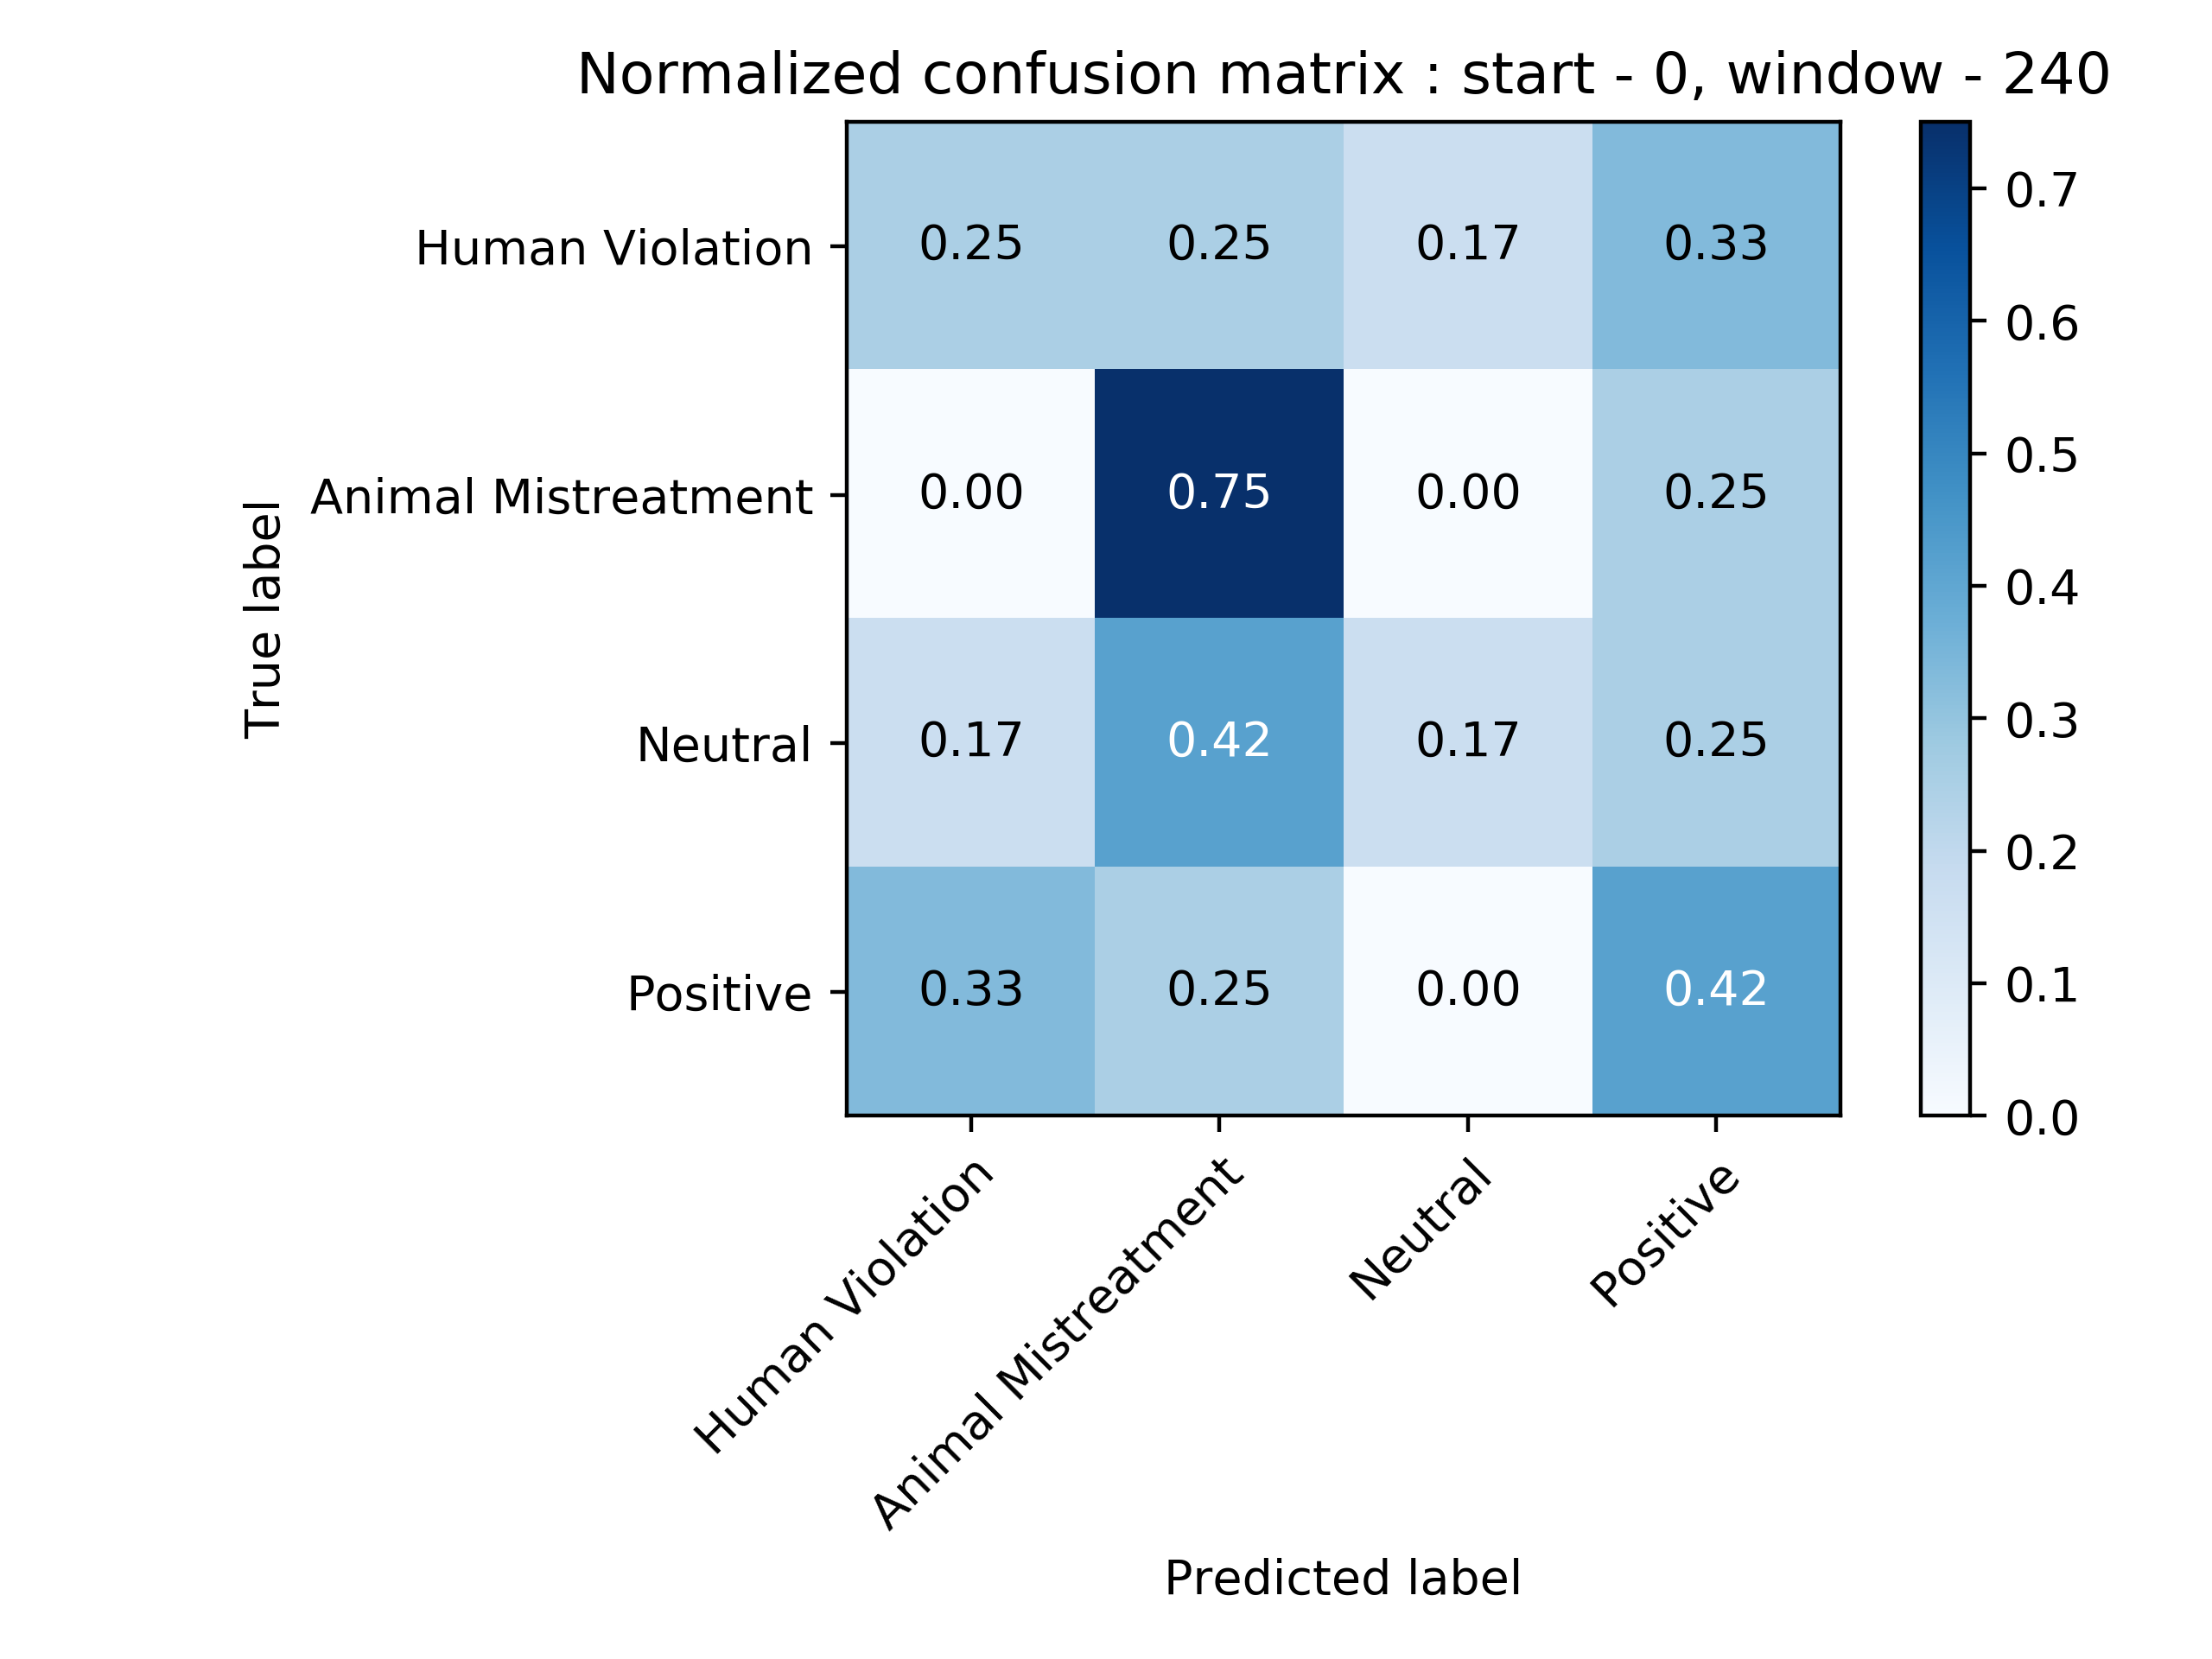 Normalized confusion matrix : start - 0, window - 240
True label
Human Violation 0.25 0.25 0.17 0.33
Animal Mistreatment 0.00 0.75 0.00 0.25
Neutral 0.17 0.42 0.17 0.25
Positive 0.33 0.25 0.00 0.42
Human Violation
Animal Mistreatment
Neutral
Positive
Predicted label
0.7
0.6
0.5
0.4
0.3
0.2
0.1
0.0